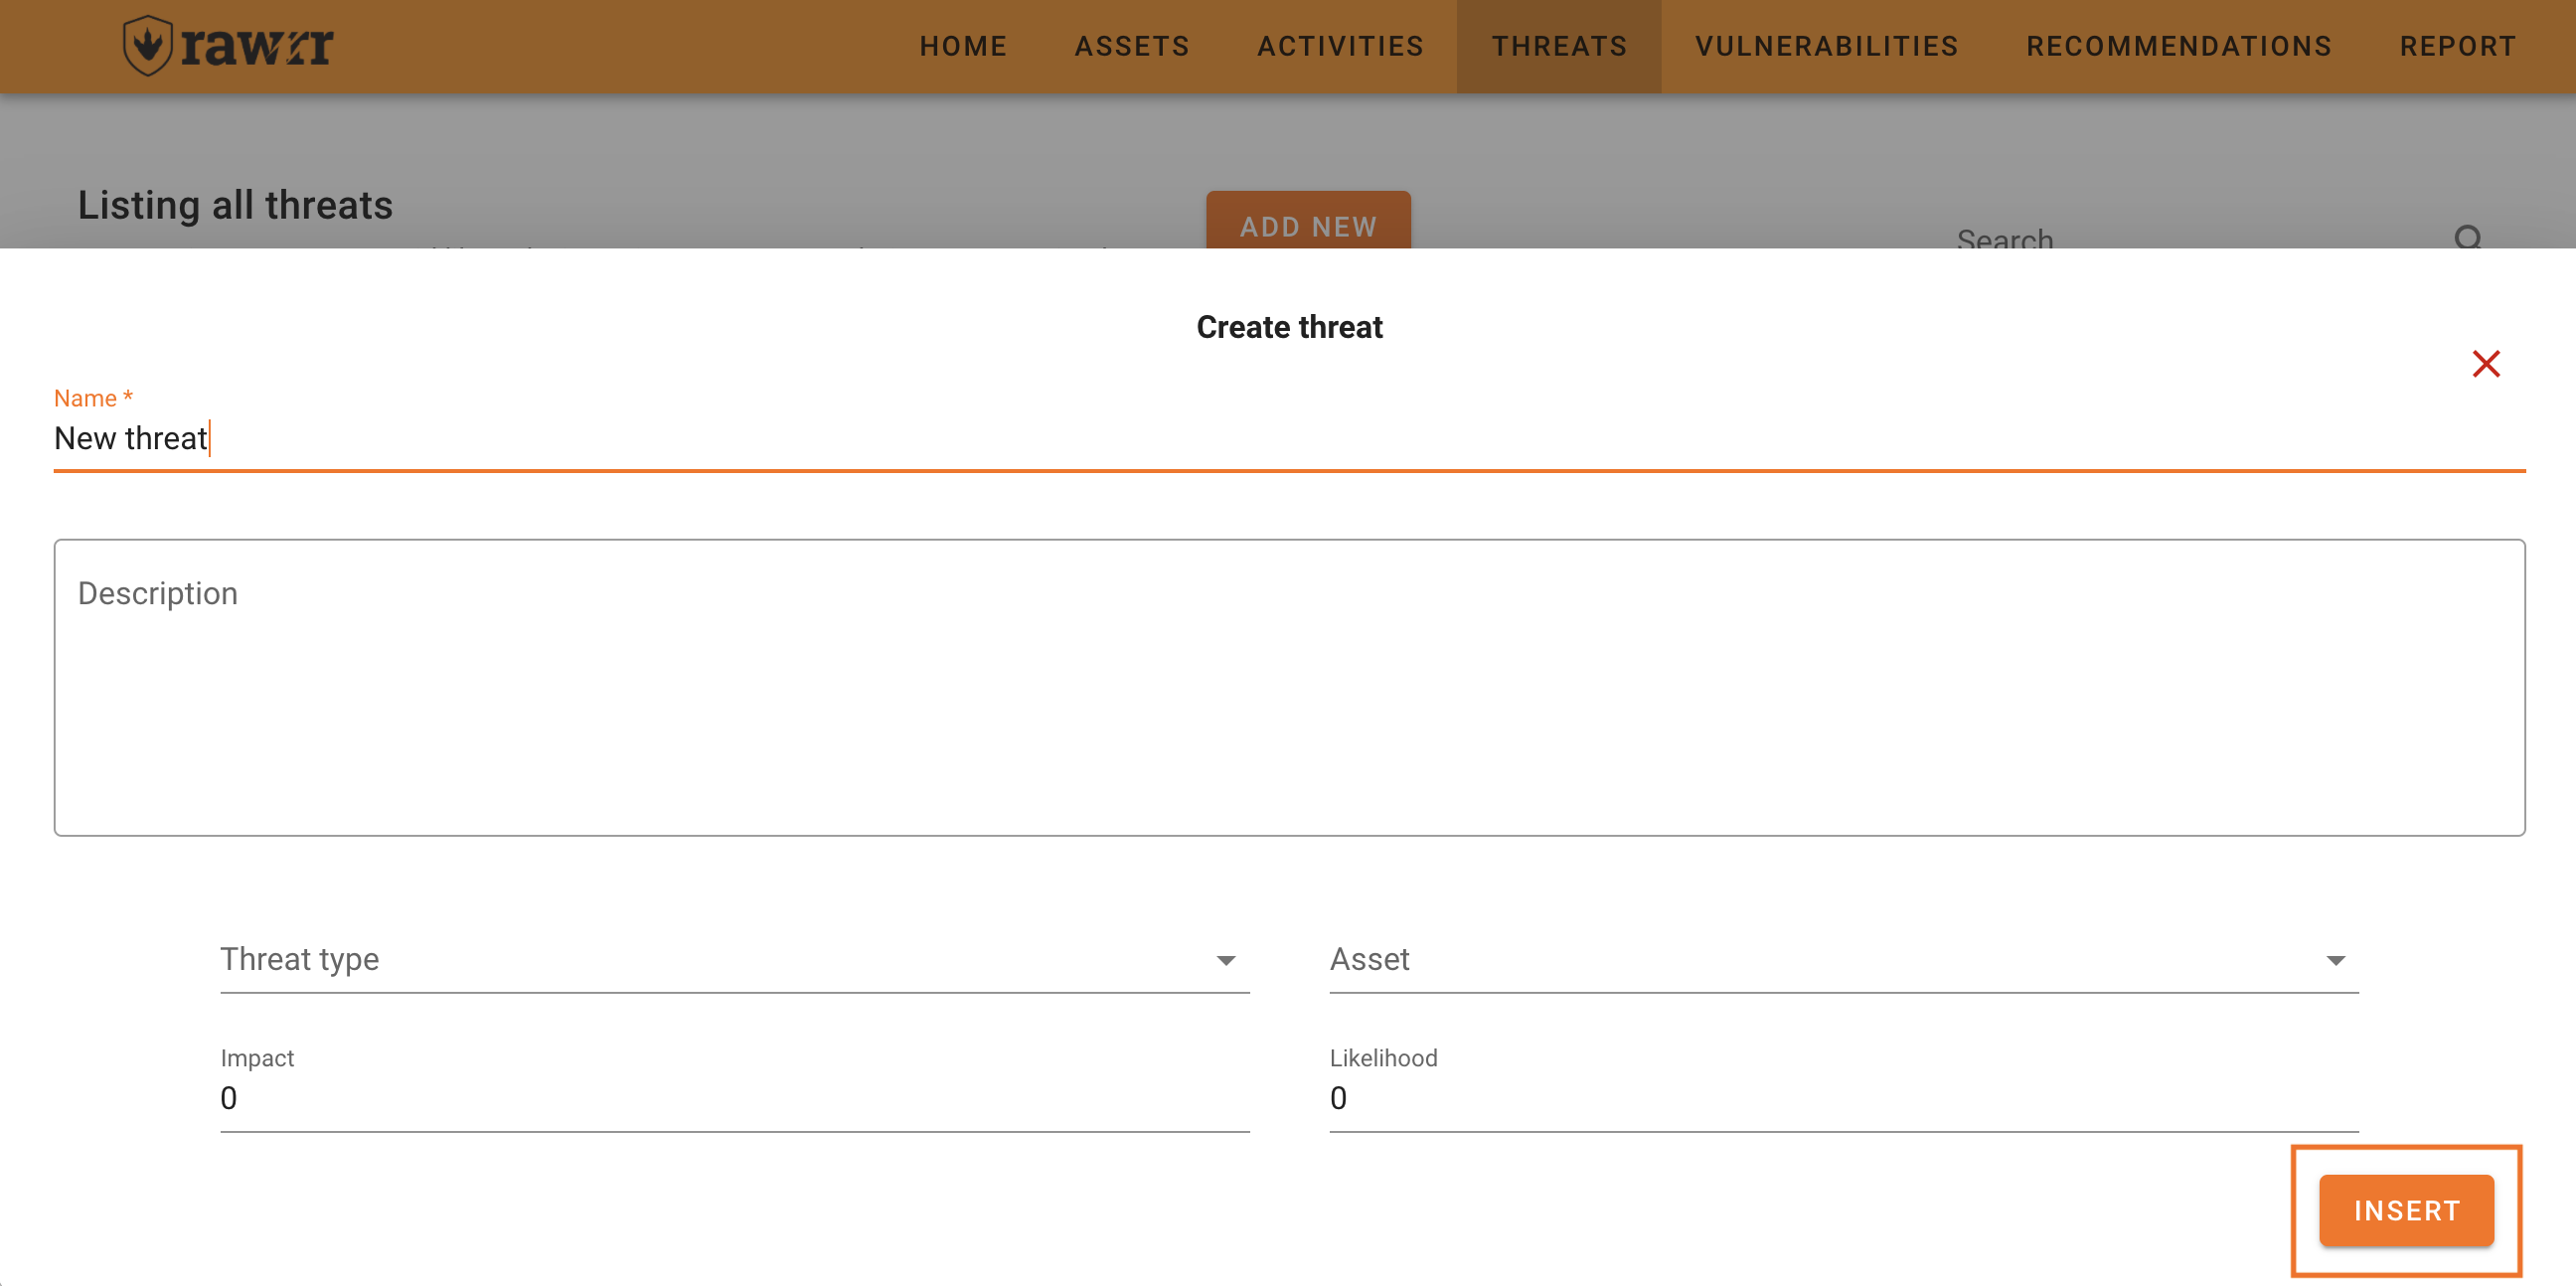 rawrr
HOME ASSETS ACTIVITIES THREATS VULNERABILITIES RECOMMENDATIONS REPORT
Listing all threats
ADD NEW
Search
Create threat
Name *
New threat
Description
Threat type
Asset
Impact
0
Likelihood
0
INSERT